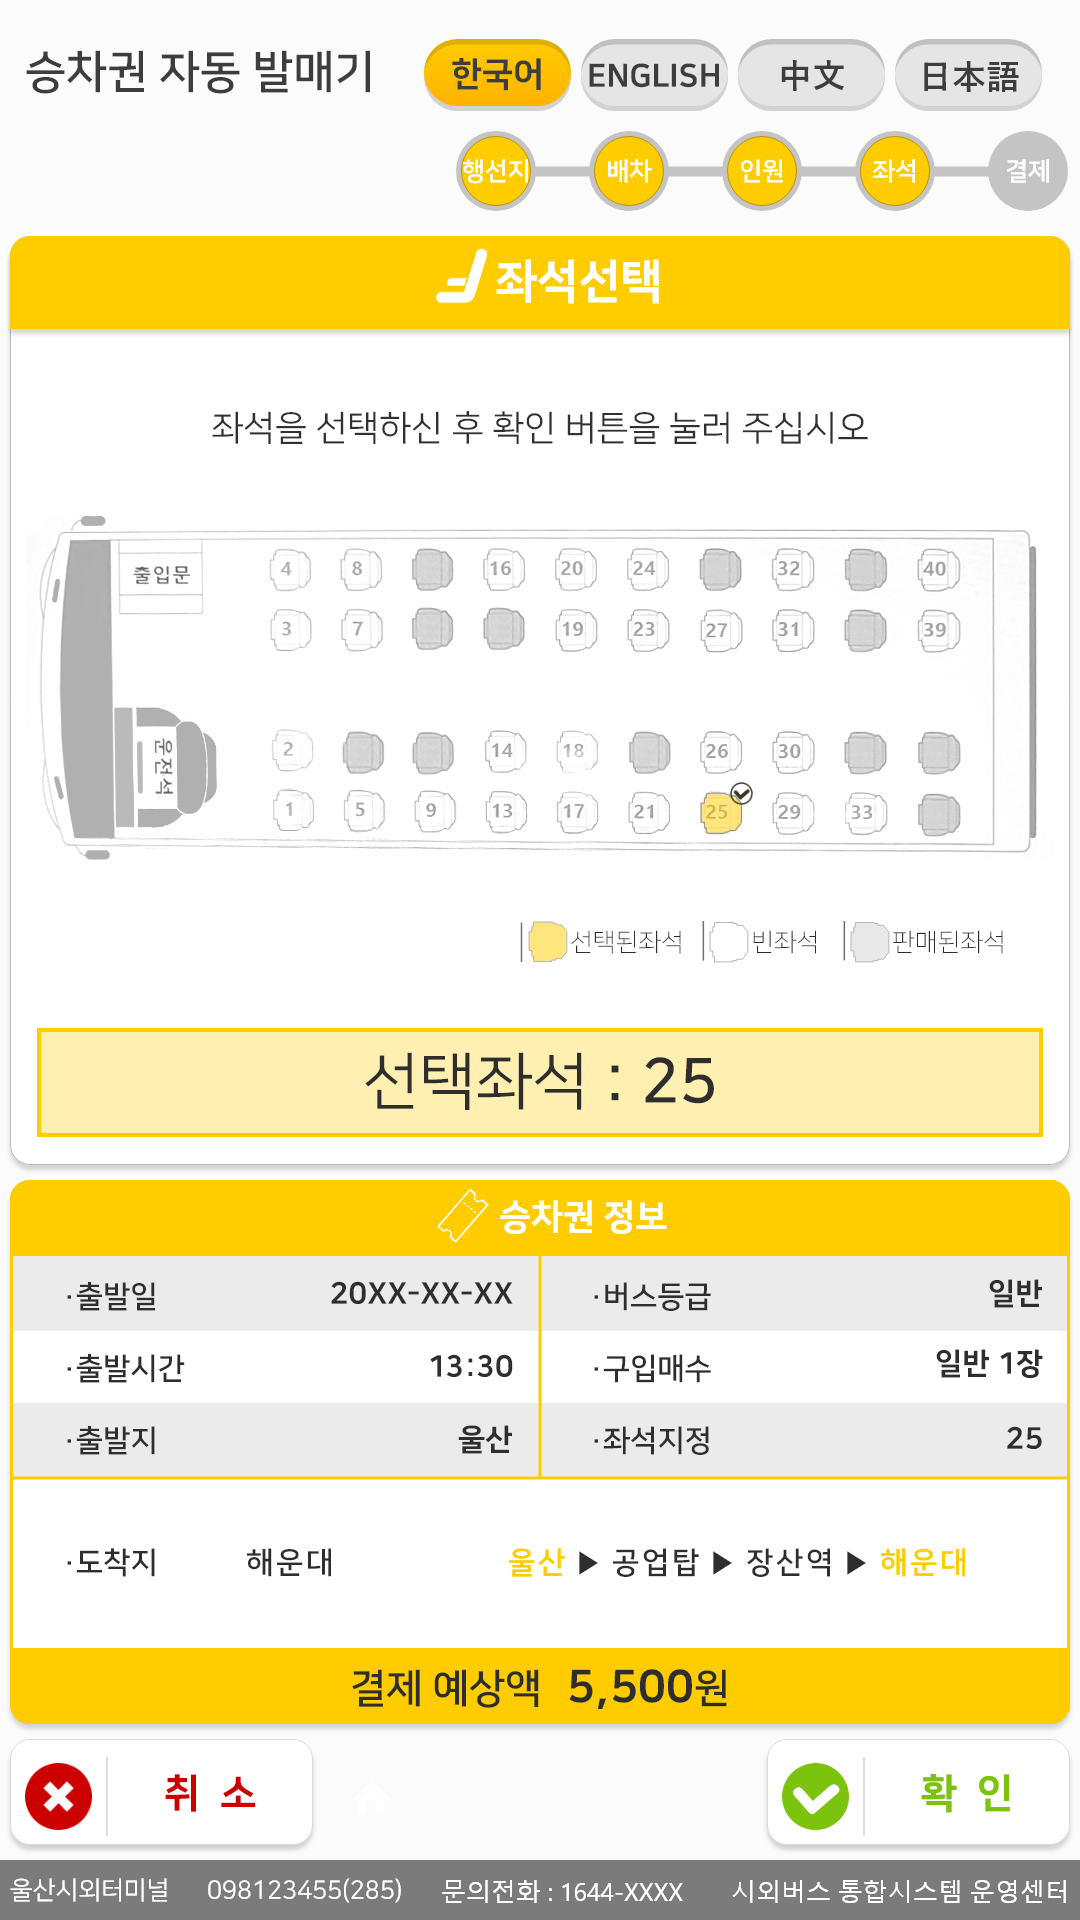 승차권 자동 발매기
한국어 ENGLISH 中文 日本語
행선지 배차 인원 좌석 결제
좌석선택
좌석을 선택하신 후 확인 버튼을 눌러 주십시오
출입문 4 8 16 20 24 32 40
3 7 19 23 27 31 39
운전석
2 14 18 26 30
1 5 9 13 17 21 25 29 33
선택된좌석 빈좌석 판매된좌석
선택좌석 : 25
승차권 정보
·출발일 20XX-XX-XX ·버스등급 일반
·출발시간 13:30 ·구입매수 일반 1장
·출발지 울산 ·좌석지정 25
·도착지 해운대 울산 ▶ 공업탑 ▶ 장산역 ▶ 해운대
결제 예상액 5,500원
취 소 확 인
울산시외터미널 098123455(285) 문의전화 : 1644-XXXX 시외버스 통합시스템 운영센터